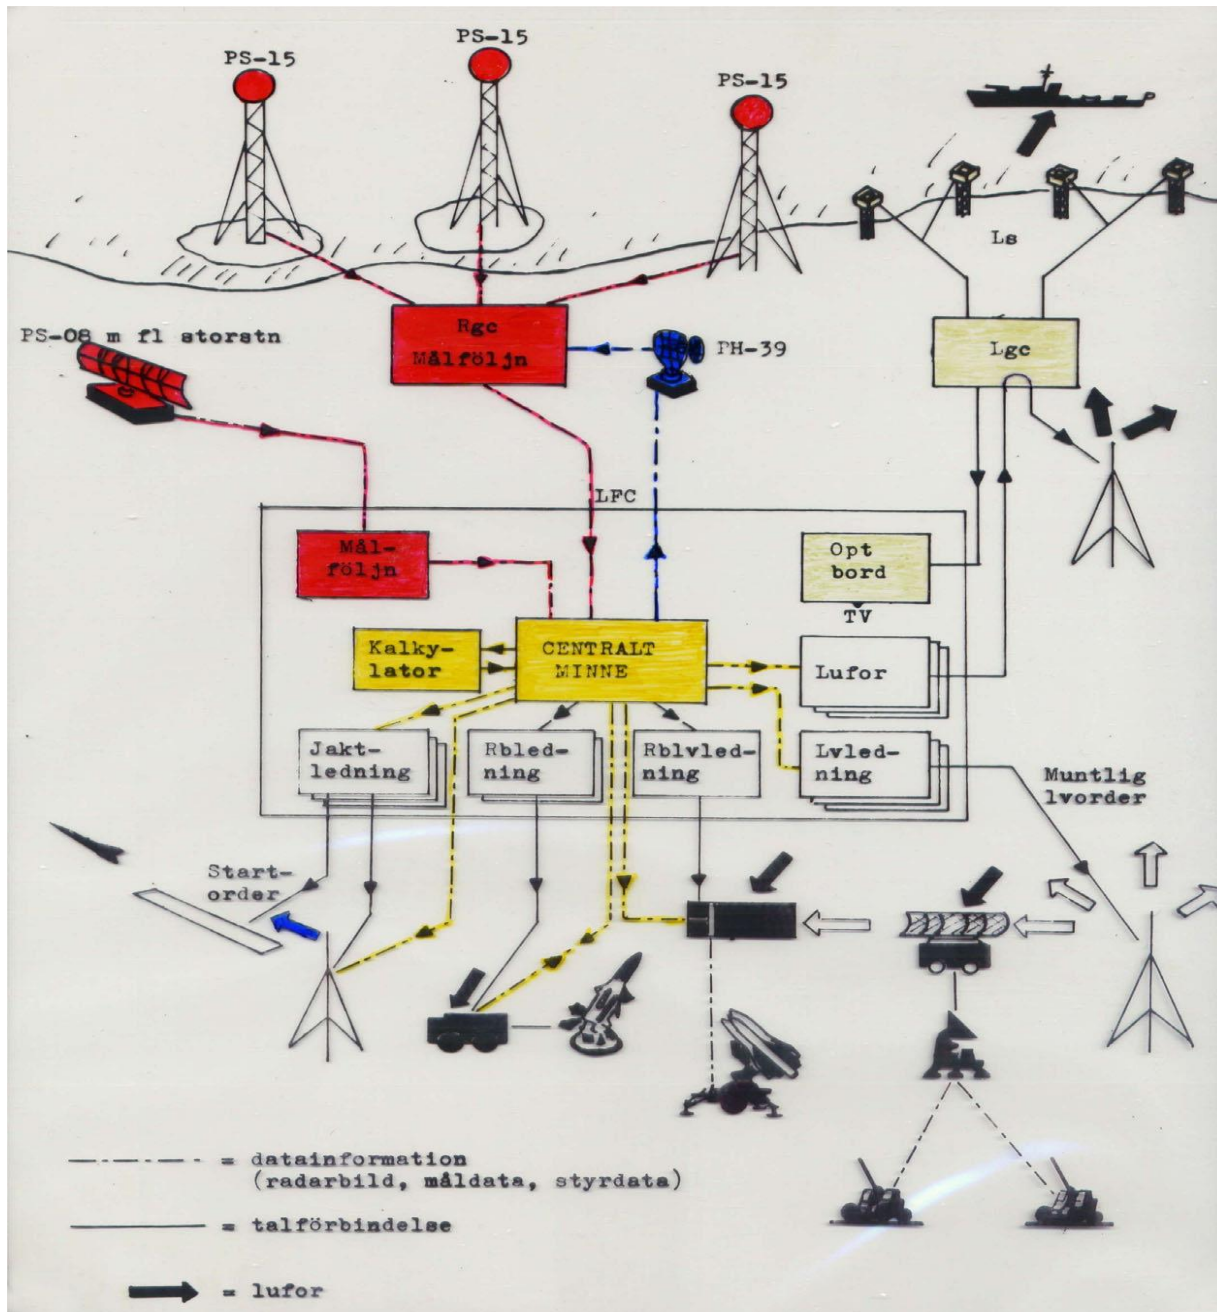 PS-15
PS-15
PS-15
Ls
PS-08 m fl storstn
Rgc
Målföljn
PH-39
Lgc
LFC
Mål-
följn
Opt
bord
TV
Kalky-
lator
CENTRALT
MINNE
Lufor
Jakt-
ledning
Rbled-
ning
Rblvled-
ning
Lvled-
ning
Muntlig
lvorder
Start-
order
= datainformation
(radarbild, måldata, styrdata)
= talförbindelse
= lufor